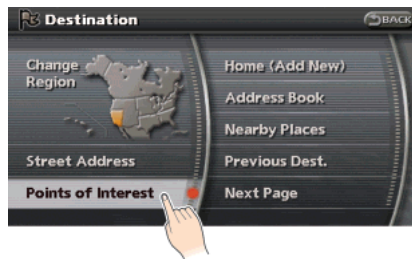 Destination
BACK
Change
Region
Street Address
Points of Interest
Home (Add New)
Address Book
Nearby Places
Previous Dest.
Next Page